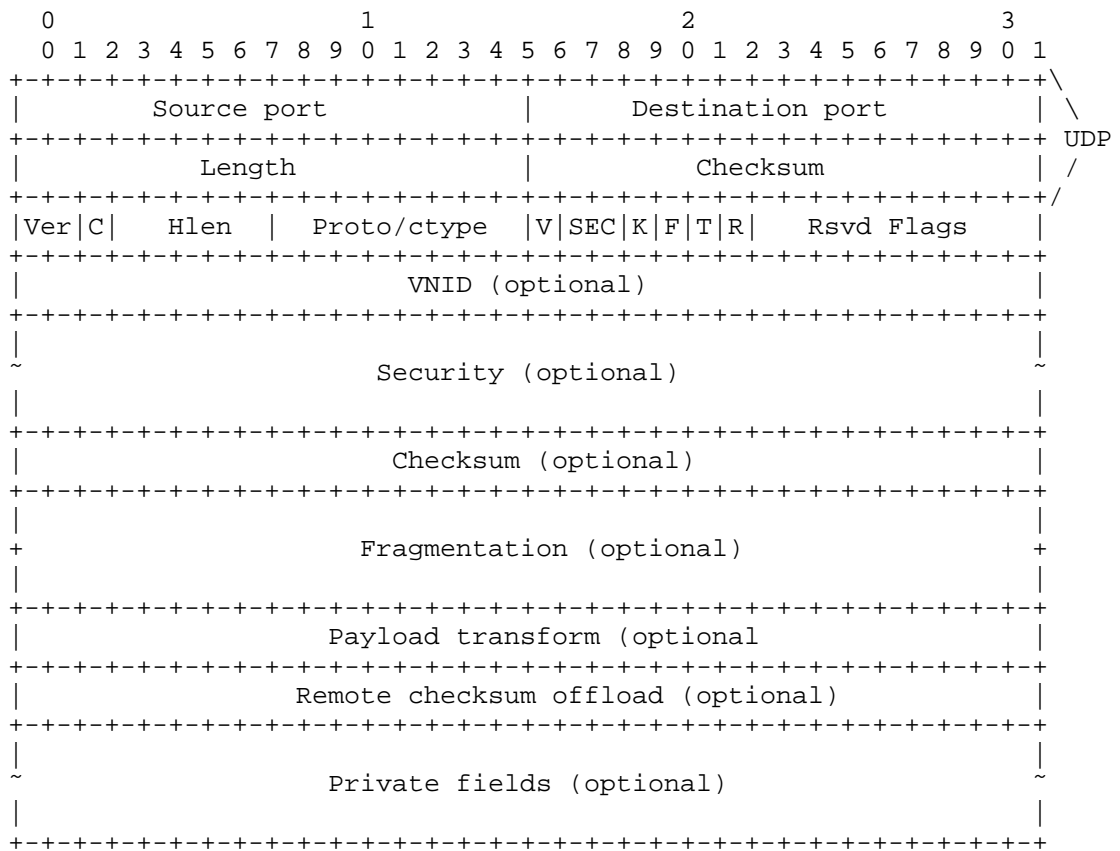 0                   1                   2                   3
 0 1 2 3 4 5 6 7 8 9 0 1 2 3 4 5 6 7 8 9 0 1 2 3 4 5 6 7 8 9 0 1
+-+-+-+-+-+-+-+-+-+-+-+-+-+-+-+-+-+-+-+-+-+-+-+-+-+-+-+-+-+-+-+-+\
|        Source port            |      Destination port         | \
+-+-+-+-+-+-+-+-+-+-+-+-+-+-+-+-+-+-+-+-+-+-+-+-+-+-+-+-+-+-+-+-+ UDP
|           Length              |          Checksum             | /
+-+-+-+-+-+-+-+-+-+-+-+-+-+-+-+-+-+-+-+-+-+-+-+-+-+-+-+-+-+-+-+-+/
|Ver|C|   Hlen  |  Proto/ctype  |V|SEC|K|F|T|R|   Rsvd Flags    |
+-+-+-+-+-+-+-+-+-+-+-+-+-+-+-+-+-+-+-+-+-+-+-+-+-+-+-+-+-+-+-+-+
|                        VNID (optional)                        |
+-+-+-+-+-+-+-+-+-+-+-+-+-+-+-+-+-+-+-+-+-+-+-+-+-+-+-+-+-+-+-+-+
|                                                               |
~                      Security (optional)                      ~
|                                                               |
+-+-+-+-+-+-+-+-+-+-+-+-+-+-+-+-+-+-+-+-+-+-+-+-+-+-+-+-+-+-+-+-+
|                       Checksum (optional)                     |
+-+-+-+-+-+-+-+-+-+-+-+-+-+-+-+-+-+-+-+-+-+-+-+-+-+-+-+-+-+-+-+-+
|                                                               |
+                     Fragmentation (optional)                  +
|                                                               |
+-+-+-+-+-+-+-+-+-+-+-+-+-+-+-+-+-+-+-+-+-+-+-+-+-+-+-+-+-+-+-+-+
|                   Payload transform (optional                 |
+-+-+-+-+-+-+-+-+-+-+-+-+-+-+-+-+-+-+-+-+-+-+-+-+-+-+-+-+-+-+-+-+
|                 Remote checksum offload (optional)            |
+-+-+-+-+-+-+-+-+-+-+-+-+-+-+-+-+-+-+-+-+-+-+-+-+-+-+-+-+-+-+-+-+
|                                                               |
~                   Private fields (optional)                   ~
|                                                               |
+-+-+-+-+-+-+-+-+-+-+-+-+-+-+-+-+-+-+-+-+-+-+-+-+-+-+-+-+-+-+-+-+